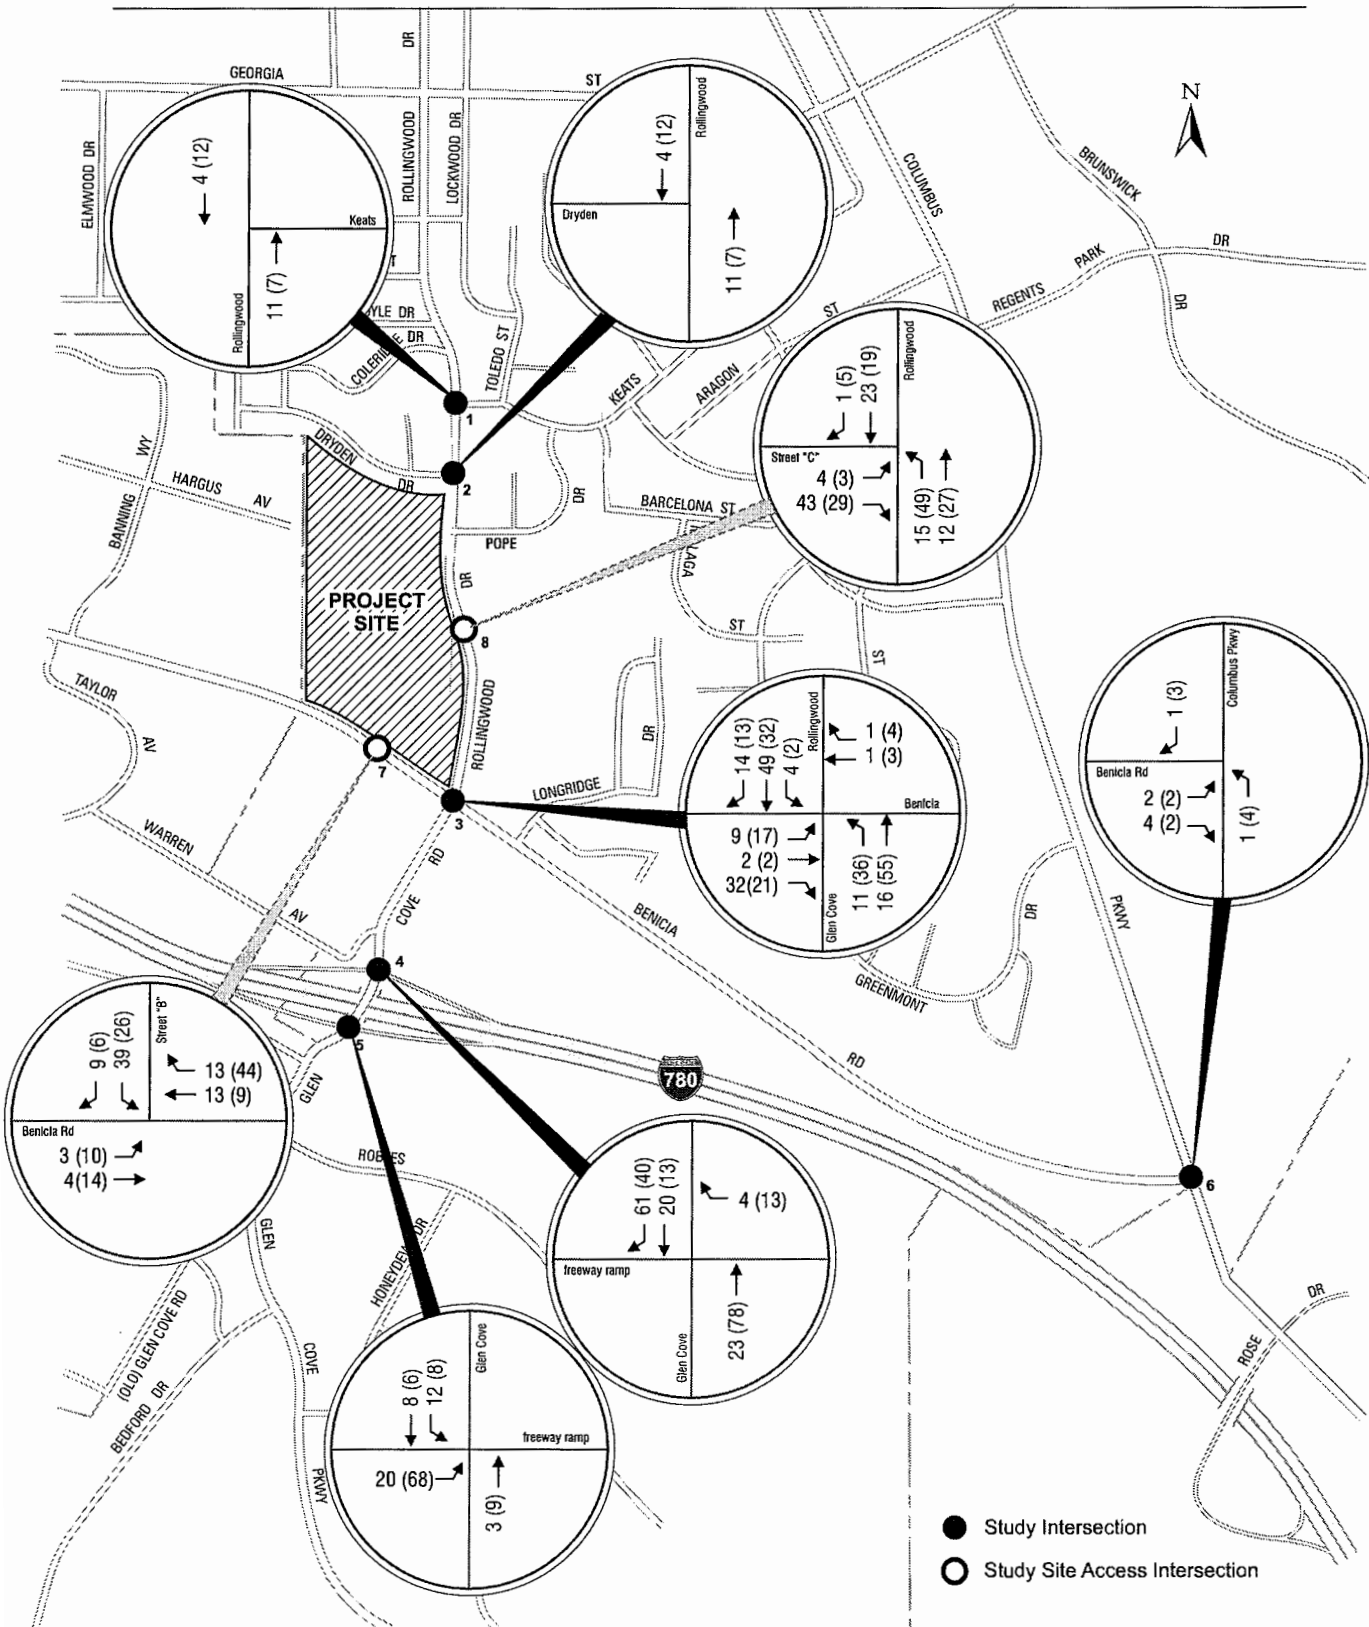 GEORGIA
ST
DR
N
ELMWOOD DR
ROLLINGWOOD
LOCKWOOD DR
4 (12)
Keats
11 (7)
Rollingwood
4 (12)
Rollingwood
Dryden
11 (7)
COLUMBUS
BRUNSWICK
DR
REGENTS
PARK
DR
ST
DR
COLERIDGE
DR
TOLEDO ST
KEATS
ARAGON
1
2
DRYDEN
DR
WY
BANNING
HARGUS
AV
DR
BARCELONA ST
POPE
DR
Rollingwood
1 (5)
23 (19)
Street "C"
4 (3)
43 (29)
15 (49)
12 (27)
PROJECT
SITE
8
ST
ST
TAYLOR
AV
7
ROLLINGWOOD
DR
LONGRIDGE
3
Rollingwood
14 (13)
49 (32)
4 (2)
1 (4)
1 (3)
Benicia
9 (17)
2 (2)
32(21)
11 (36)
16 (55)
Glen Cove
Columbus Pkwy
1 (3)
Benicia Rd
2 (2)
4 (2)
1 (4)
WARREN
AV
COVE
RD
BENICIA
RD
DR
PKWY
GREENMONT
4
5
GLEN
780
6
Street "B"
9 (6)
39 (26)
13 (44)
13 (9)
Benicia Rd
3 (10)
4(14)
ROBLES
GLEN
COVE
PKWY
HONEYDEW DR
(OLD) GLEN COVE RD
BEDFORD DR
61 (40)
20 (13)
4 (13)
freeway ramp
Glen Cove
23 (78)
Glen Cove
8 (6)
12 (8)
freeway ramp
20 (68)
3 (9)
ROSE
DR
Study Intersection
Study Site Access Intersection